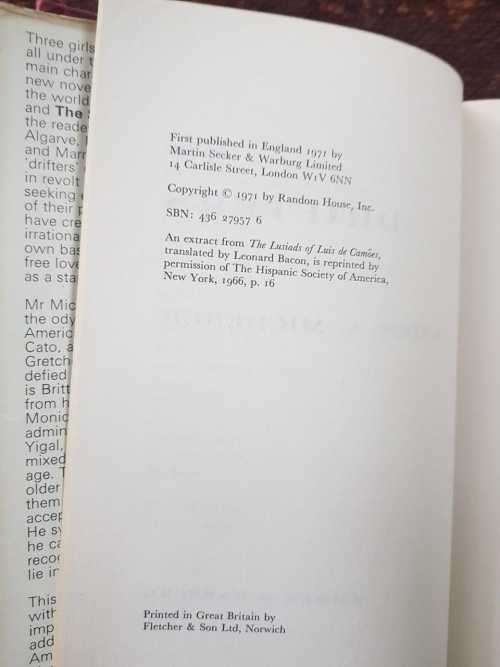 Three girls
all under t
main char
new nove
the world
and The S
the reade
Algarve,
and Marr
'drifters'
in revolt
seeking
of their p
have cre
irrationa
own bas
free love
as a sta
Mr Mic
the ody
Americ
Cato, a
Gretch
defied
is Britt
from h
Monic
admin
Yigal,
mixed
age. T
older
them
accep
He sy
he ca
recor
lie in
This
with
imp
add
Am
First published in England 1971 by
Martin Secker & Warburg Limited
14 Carlisle Street, London W1V 6NN
Copyright © 1971 by Random House, Inc.
SBN: 436 27957 6
An extract from The Lusiads of Luis de Camões,
translated by Leonard Bacon, is reprinted by
permission of The Hispanic Society of America,
New York, 1966, p. 16
Printed in Great Britain by
Fletcher & Son Ltd, Norwich